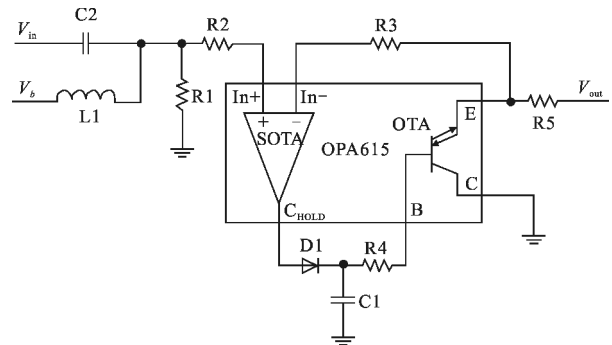 C2
V_in
R2
R3
V_b
L1
R1
In+
In−
+
−
SOTA
OTA
OPA615
E
C
V_out
R5
C_HOLD
B
D1
R4
C1